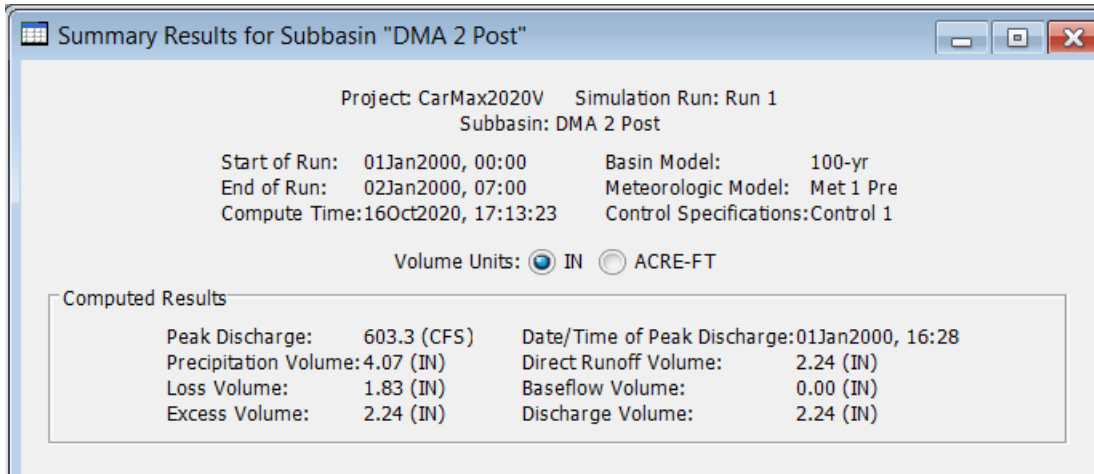 Summary Results for Subbasin "DMA 2 Post"
Project: CarMax2020V Simulation Run: Run 1
Subbasin: DMA 2 Post
Start of Run: 01Jan2000, 00:00 Basin Model: 100-yr
End of Run: 02Jan2000, 07:00 Meteorologic Model: Met 1 Pre
Compute Time:16Oct2020, 17:13:23 Control Specifications:Control 1
Volume Units: IN ACRE-FT
Computed Results
Peak Discharge: 603.3 (CFS) Date/Time of Peak Discharge:01Jan2000, 16:28
Precipitation Volume:4.07 (IN) Direct Runoff Volume: 2.24 (IN)
Loss Volume: 1.83 (IN) Baseflow Volume: 0.00 (IN)
Excess Volume: 2.24 (IN) Discharge Volume: 2.24 (IN)